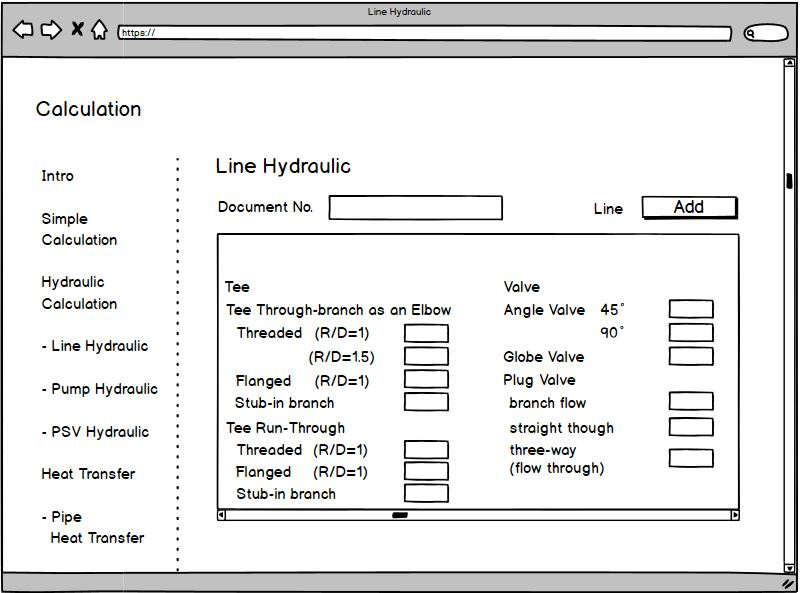 Line Hydraulic
https://
Calculation
Intro
Simple
Calculation
Hydraulic
Calculation
- Line Hydraulic
- Pump Hydraulic
- PSV Hydraulic
Heat Transfer
- Pipe
Heat Transfer
Line Hydraulic
Document No.
Line Add
Tee
Tee Through-branch as an Elbow
Threaded (R/D=1)
(R/D=1.5)
Flanged (R/D=1)
Stub-in branch
Tee Run-Through
Threaded (R/D=1)
Flanged (R/D=1)
Stub-in branch
Valve
Angle Valve 45°
90°
Globe Valve
Plug Valve
branch flow
straight though
three-way
(flow through)